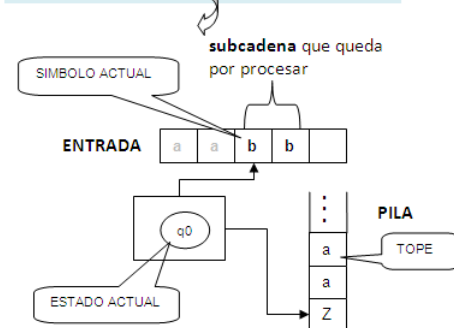 subcadena que queda
por procesar
SIMBOLO ACTUAL
ENTRADA
a a b b
q0
PILA
a
TOPE
a
ESTADO ACTUAL
Z